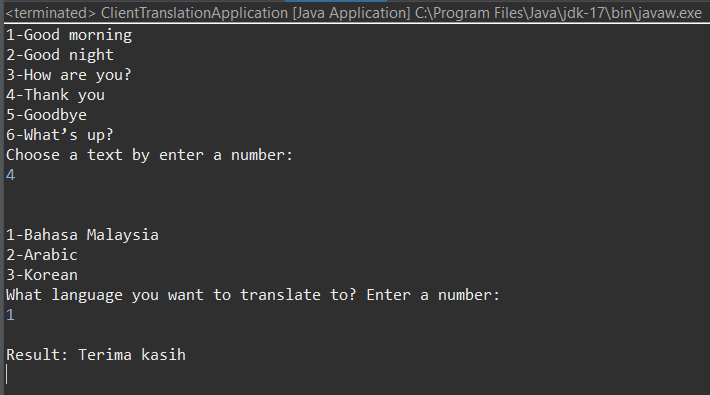 <terminated> ClientTranslationApplication [Java Application] C:\Program Files\Java\jdk-17\bin\javaw.exe
1-Good morning
2-Good night
3-How are you?
4-Thank you
5-Goodbye
6-What’s up?
Choose a text by enter a number:
4
1-Bahasa Malaysia
2-Arabic
3-Korean
What language you want to translate to? Enter a number:
1
Result: Terima kasih